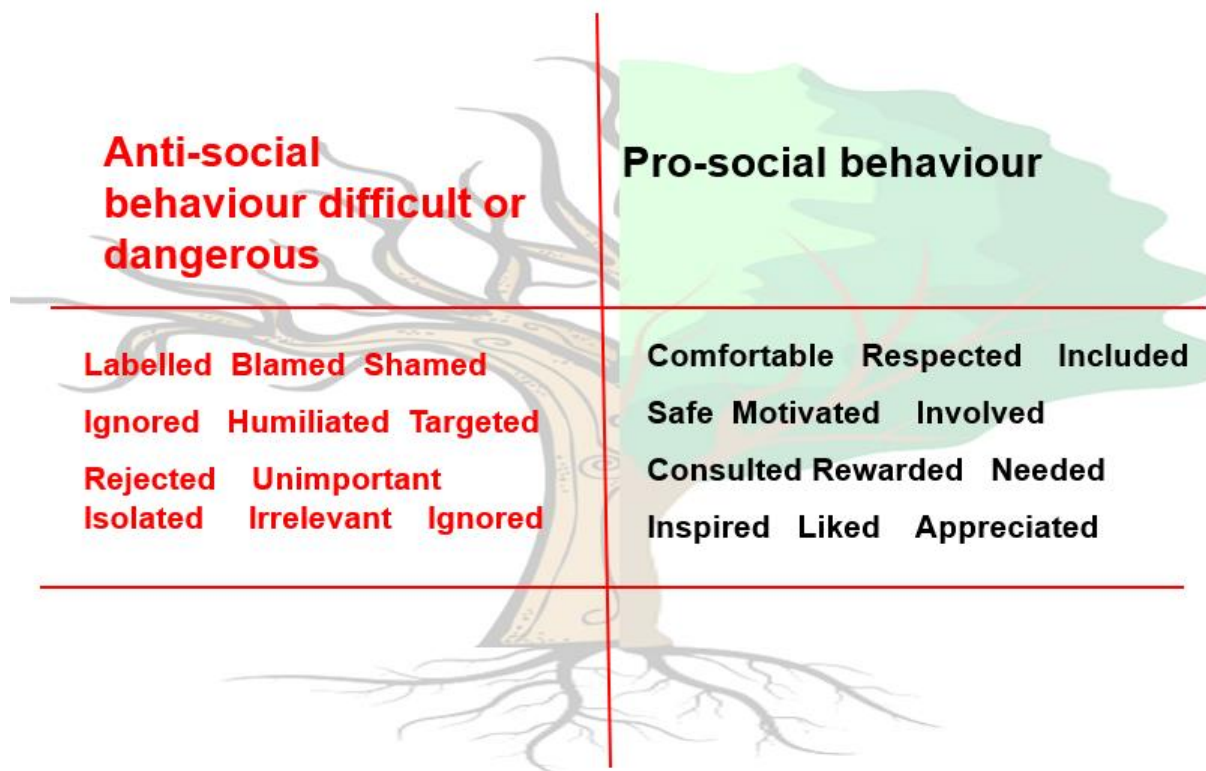 Anti-social
behaviour difficult or
dangerous
Pro-social behaviour
Labelled Blamed Shamed
Ignored Humiliated Targeted
Rejected Unimportant
Isolated Irrelevant Ignored
Comfortable Respected Included
Safe Motivated Involved
Consulted Rewarded Needed
Inspired Liked Appreciated